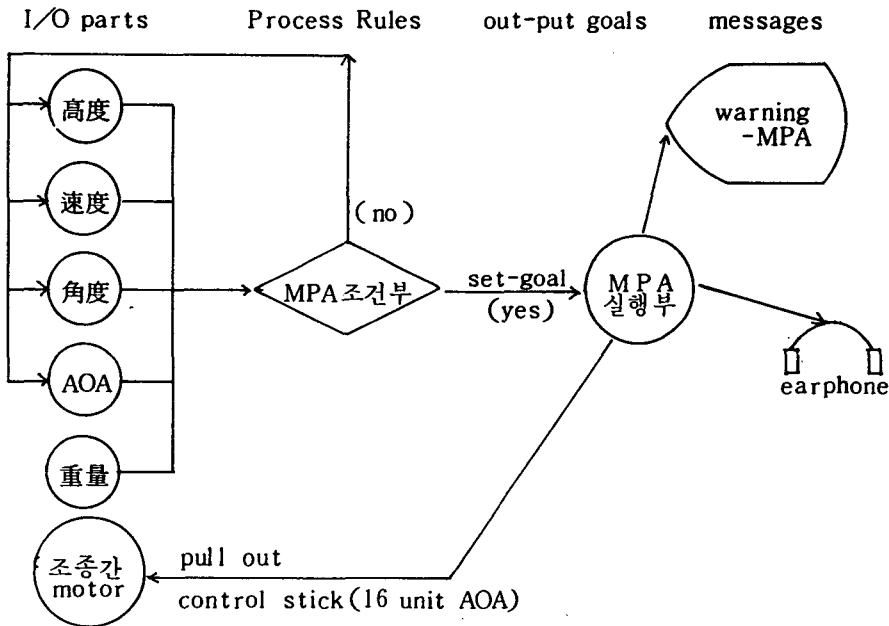 I/O parts
Process Rules
out-put goals
messages
高度
速度
角度
AOA
重量
(no)
MPA조건부
set-goal
(yes)
MPA
실행부
warning
-MPA
earphone
조종간
motor
pull out
control stick(16 unit AOA)